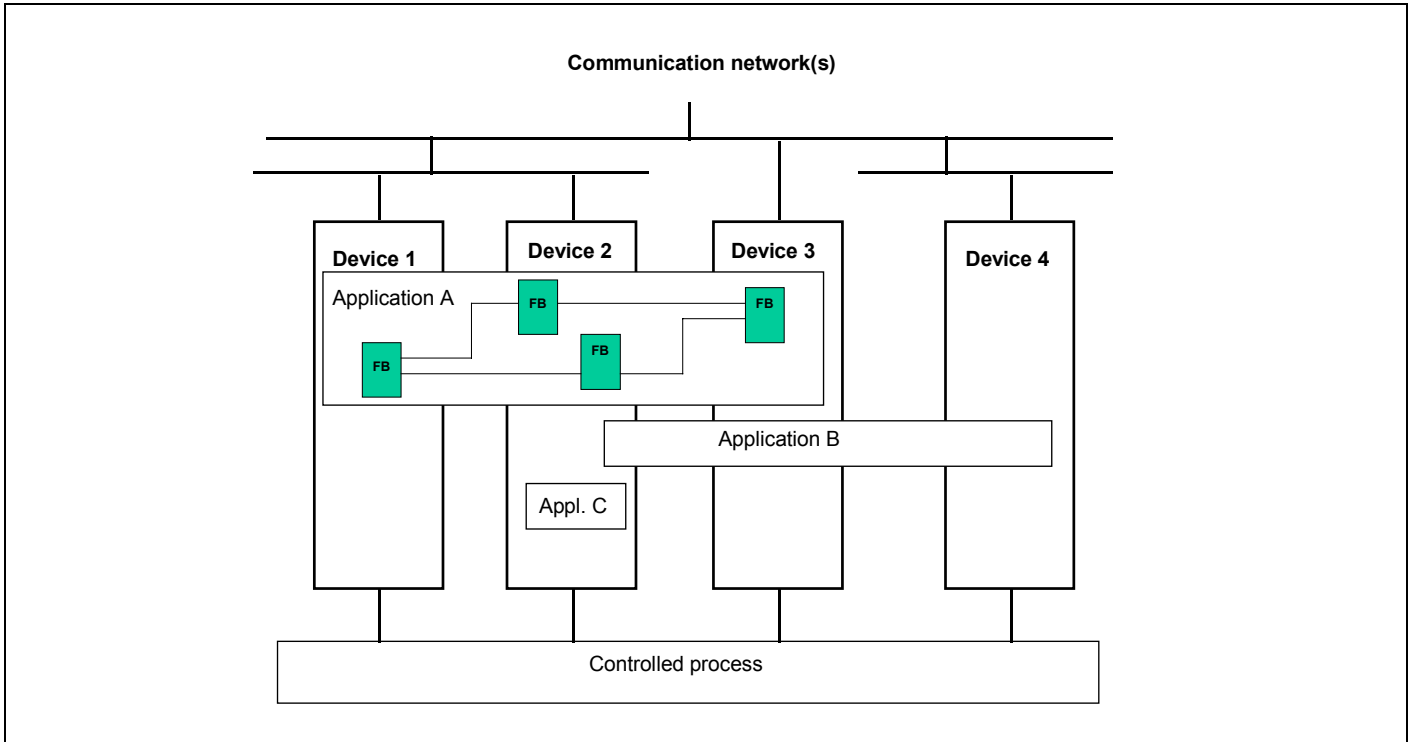 Communication network(s)
Device 1
Device 2
Device 3
Device 4
Application A
FB
FB
FB
FB
Application B
Appl. C
Controlled process